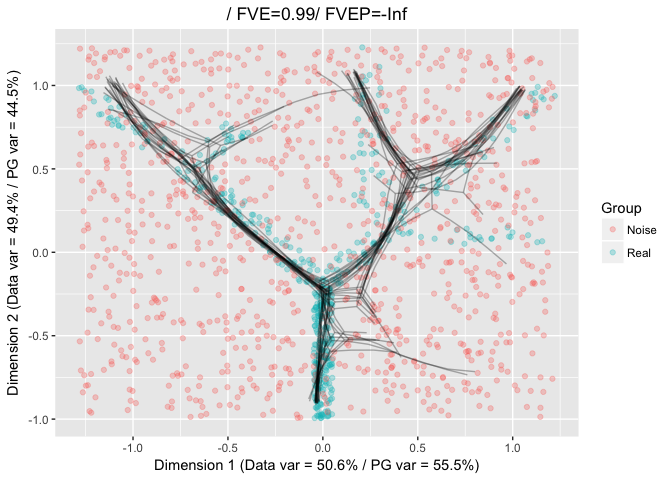 / FVE=0.99/ FVEP=-Inf
Dimension 2 (Data var = 49.4% / PG var = 44.5%)
1.0
0.5
0.0
-0.5
-1.0
-1.0 -0.5 0.0 0.5 1.0
Dimension 1 (Data var = 50.6% / PG var = 55.5%)
Group
Noise
Real